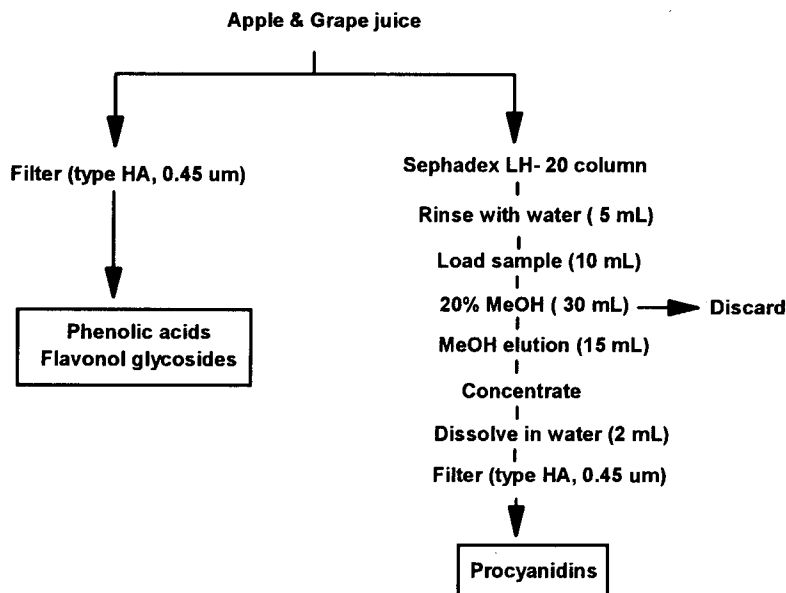 Apple & Grape juice
Filter (type HA, 0.45 um)
Phenolic acids
Flavonol glycosides
Sephadex LH- 20 column
Rinse with water ( 5 mL)
Load sample (10 mL)
20% MeOH ( 30 mL)
Discard
MeOH elution (15 mL)
Concentrate
Dissolve in water (2 mL)
Filter (type HA, 0.45 um)
Procyanidins